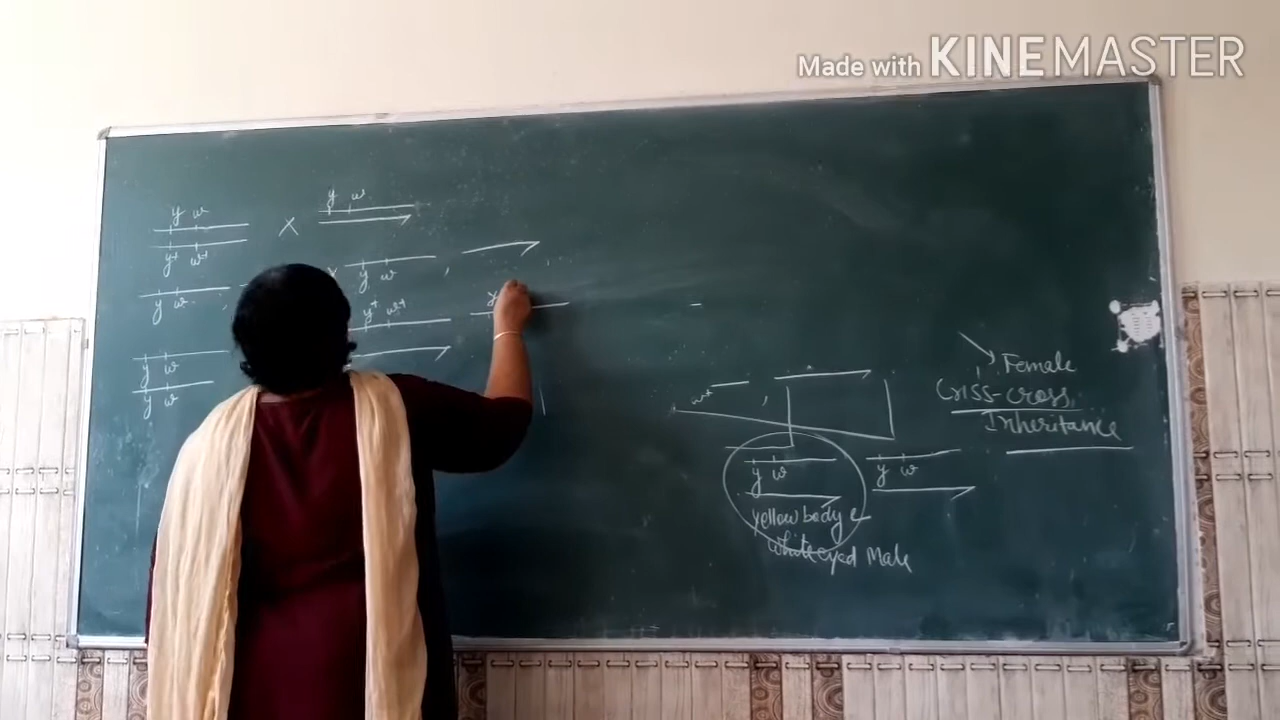 Made with KINEMASTER
y w
y⁺ w⁺
X
y w
y w
y w
y⁺ w⁺
y w
y w
w⁺
y w
y w
yellow body &
white eyed Male
Female
Criss-cross
Inheritance